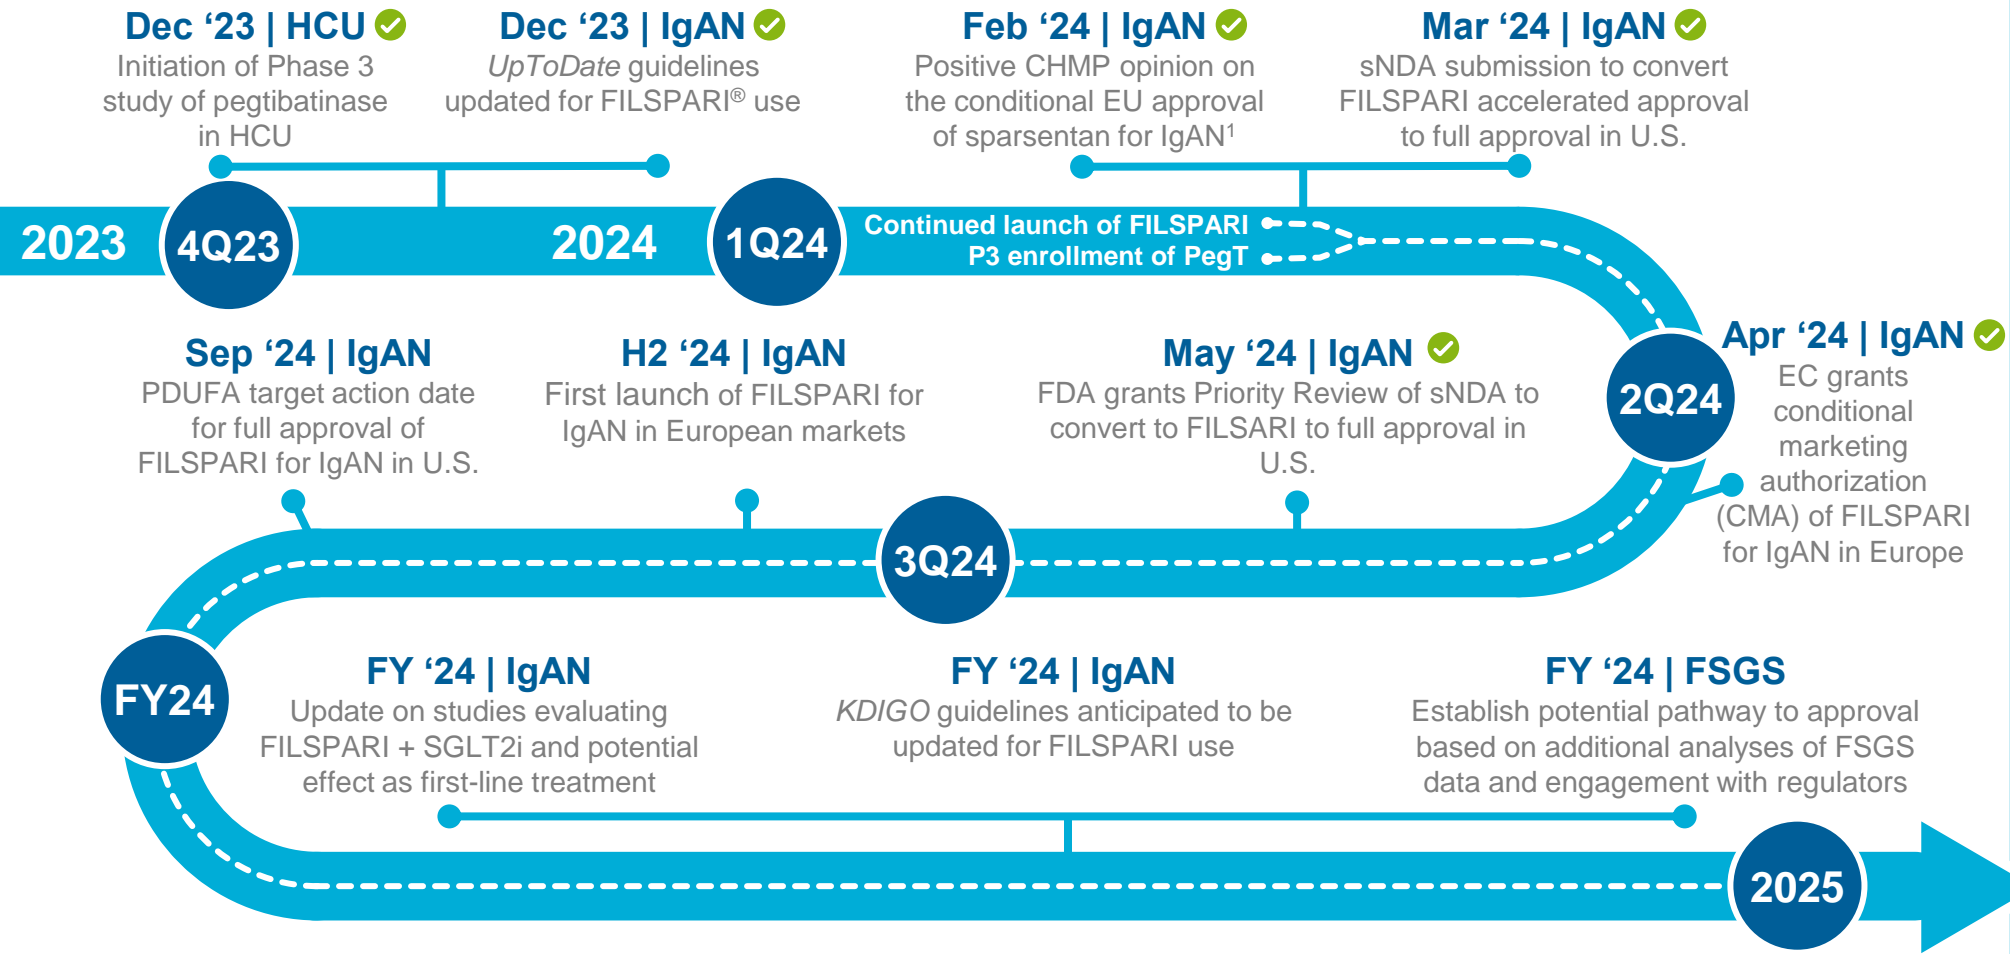 Dec ‘23 | HCU
Initiation of Phase 3
study of pegtibatinase
in HCU
Dec ‘23 | IgAN
UpToDate guidelines
updated for FILSPARI® use
Feb ‘24 | IgAN
Positive CHMP opinion on
the conditional EU approval
of sparsentan for IgAN¹
Mar ‘24 | IgAN
sNDA submission to convert
FILSPARI accelerated approval
to full approval in U.S.
2023
4Q23
2024
1Q24
Continued launch of FILSPARI
P3 enrollment of PegT
2Q24
Apr ‘24 | IgAN
EC grants
conditional
marketing
authorization
(CMA) of FILSPARI
for IgAN in Europe
Sep ‘24 | IgAN
PDUFA target action date
for full approval of
FILSPARI for IgAN in U.S.
H2 ‘24 | IgAN
First launch of FILSPARI for
IgAN in European markets
May ‘24 | IgAN
FDA grants Priority Review of sNDA to
convert to FILSARI to full approval in
U.S.
3Q24
FY24
FY ‘24 | IgAN
Update on studies evaluating
FILSPARI + SGLT2i and potential
effect as first-line treatment
FY ‘24 | IgAN
KDIGO guidelines anticipated to be
updated for FILSPARI use
FY ‘24 | FSGS
Establish potential pathway to approval
based on additional analyses of FSGS
data and engagement with regulators
2025